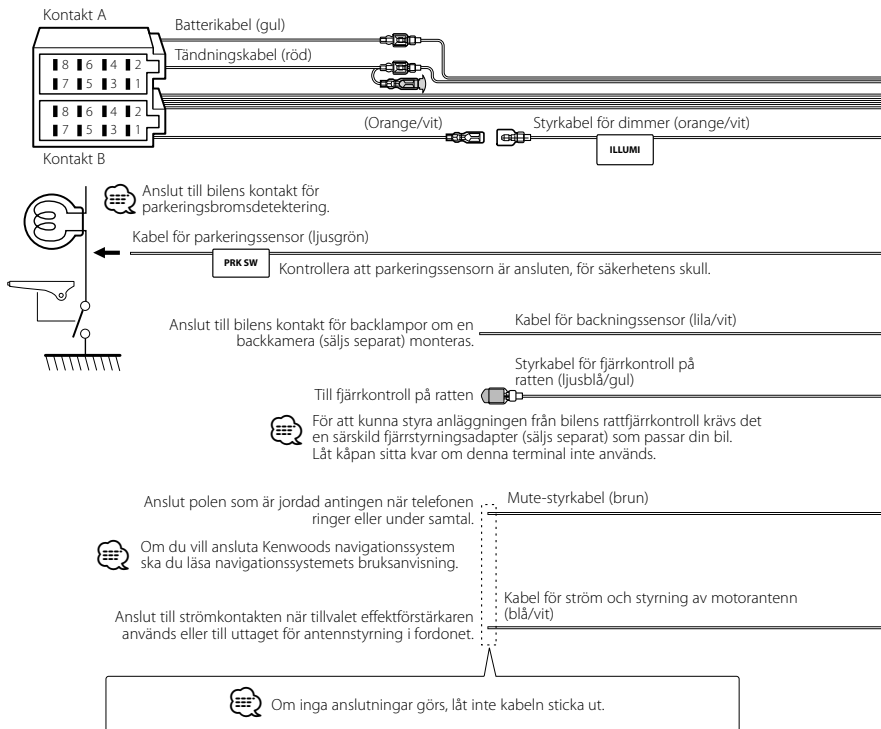 Kontakt A
Batterikabel (gul)
Tändningskabel (röd)
8 6 4 2
7 5 3 1
8 6 4 2
7 5 3 1
(Orange/vit)
Styrkabel för dimmer (orange/vit)
ILLUMI
Kontakt B
Anslut till bilens kontakt för
parkeringsbromsdetektering.
Kabel för parkeringssensor (ljusgrön)
PRK SW
Kontrollera att parkeringssensorn är ansluten, för säkerhetens skull.
Anslut till bilens kontakt för backlampor om en
backkamera (säljs separat) monteras.
Kabel för backningssensor (lila/vit)
Styrkabel för fjärrkontroll på
ratten (ljusblå/gul)
Till fjärrkontroll på ratten
För att kunna styra anläggningen från bilens rattfjärrkontroll krävs det
en särskild fjärrstyrningsadapter (säljs separat) som passar din bil.
Låt kåpan sitta kvar om denna terminal inte används.
Anslut polen som är jordad antingen när telefonen
ringer eller under samtal.
Mute-styrkabel (brun)
Om du vill ansluta Kenwoods navigationssystem
ska du läsa navigationssystemets bruksanvisning.
Kabel för ström och styrning av motorantenn
(blå/vit)
Anslut till strömkontakten när tillvalet effektförstärkaren
används eller till uttaget för antennstyrning i fordonet.
Om inga anslutningar görs, låt inte kabeln sticka ut.